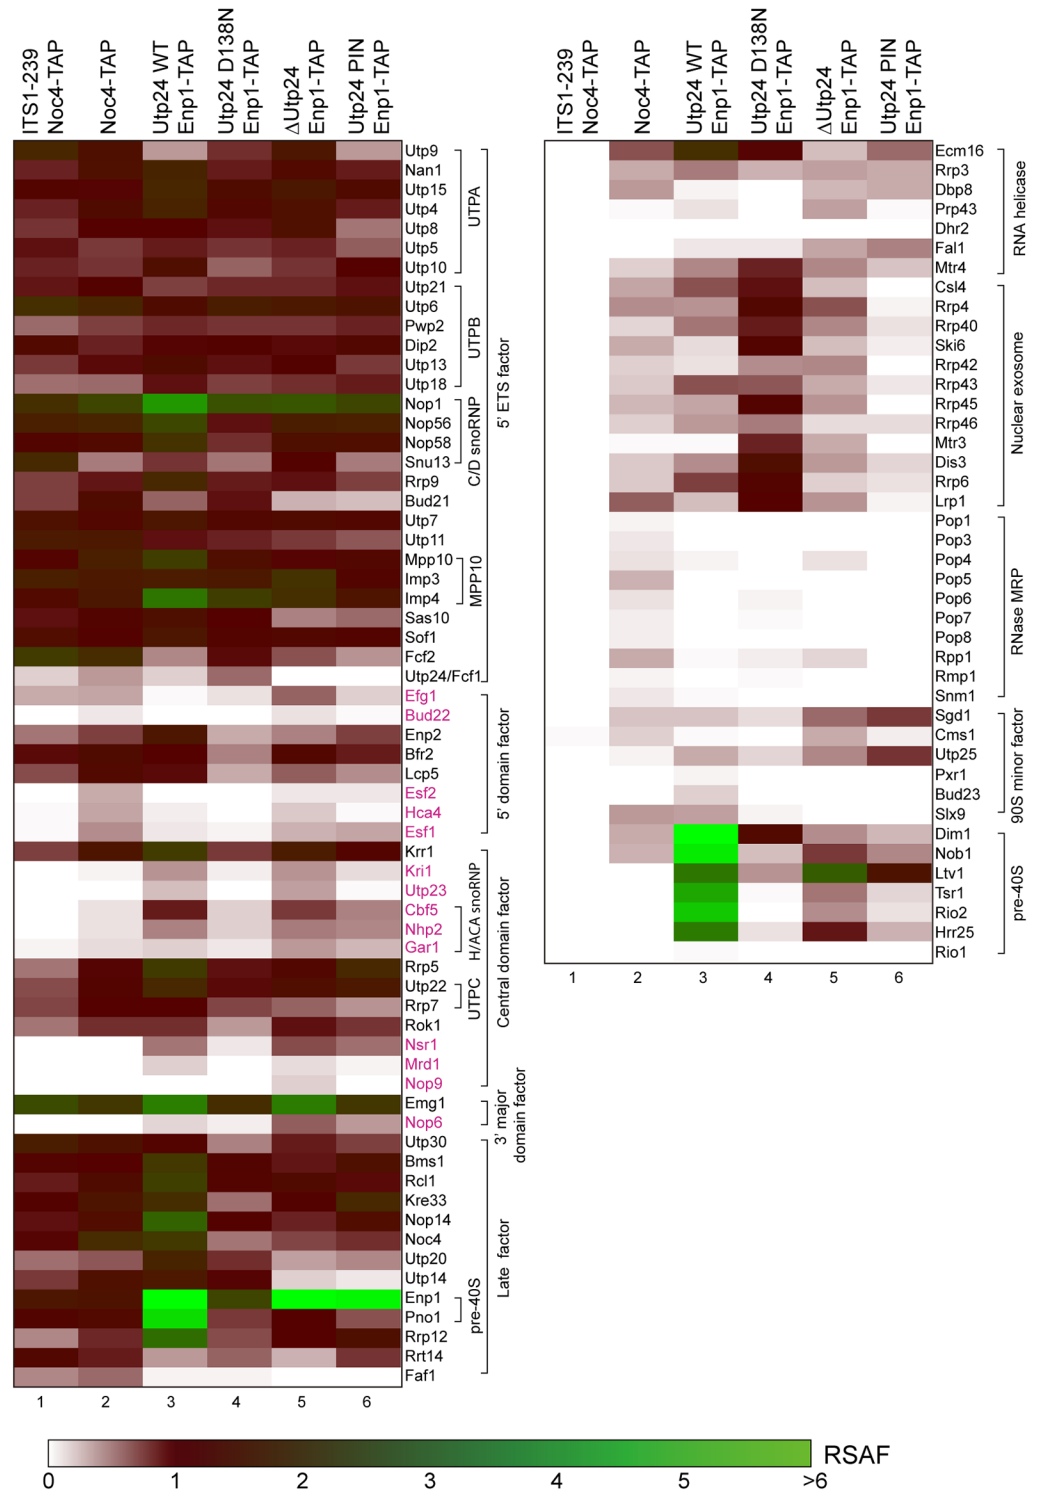 ITS1-239
Noc4-TAP
Noc4-TAP
Utp24 WT
Enp1-TAP
Utp24 D138N
Enp1-TAP
ΔUtp24
Enp1-TAP
Utp24 PIN
Enp1-TAP
Utp9
Nan1
Utp15
Utp4
Utp8
Utp5
Utp10
Utp21
Utp6
Pwp2
Dip2
Utp13
Utp18
Nop1
Nop56
Nop58
Snu13
Rrp9
Bud21
Utp7
Utp11
Mpp10
Imp3
Imp4
Sas10
Sof1
Fcf2
Utp24/Fcf1
Efg1
Bud22
Enp2
Bfr2
Lcp5
Esf2
Hca4
Esf1
Krr1
Kri1
Utp23
Cbf5
Nhp2
Gar1
Rrp5
Utp22
Rrp7
Rok1
Nsr1
Mrd1
Nop9
Emg1
Nop6
Utp30
Bms1
Rcl1
Kre33
Nop14
Noc4
Utp20
Utp14
Enp1
Pno1
Rrp12
Rrt14
Faf1
UTPA
UTPB
C/D snoRNP
MPP10
5' ETS factor
5' domain factor
H/ACA snoRNP
UTPC
Central domain factor
3' major
domain factor
pre-40S
Late factor
1 2 3 4 5 6
ITS1-239
Noc4-TAP
Noc4-TAP
Utp24 WT
Enp1-TAP
Utp24 D138N
Enp1-TAP
ΔUtp24
Enp1-TAP
Utp24 PIN
Enp1-TAP
Ecm16
Rrp3
Dbp8
Prp43
Dhr2
Fal1
Mtr4
Csl4
Rrp4
Rrp40
Ski6
Rrp42
Rrp43
Rrp45
Rrp46
Mtr3
Dis3
Rrp6
Lrp1
Pop1
Pop3
Pop4
Pop5
Pop6
Pop7
Pop8
Rpp1
Rmp1
Snm1
Sgd1
Cms1
Utp25
Pxr1
Bud23
Slx9
Dim1
Nob1
Ltv1
Tsr1
Rio2
Hrr25
Rio1
RNA helicase
Nuclear exosome
RNase MRP
90S minor factor
pre-40S
1 2 3 4 5 6
RSAF
0 1 2 3 4 5 >6